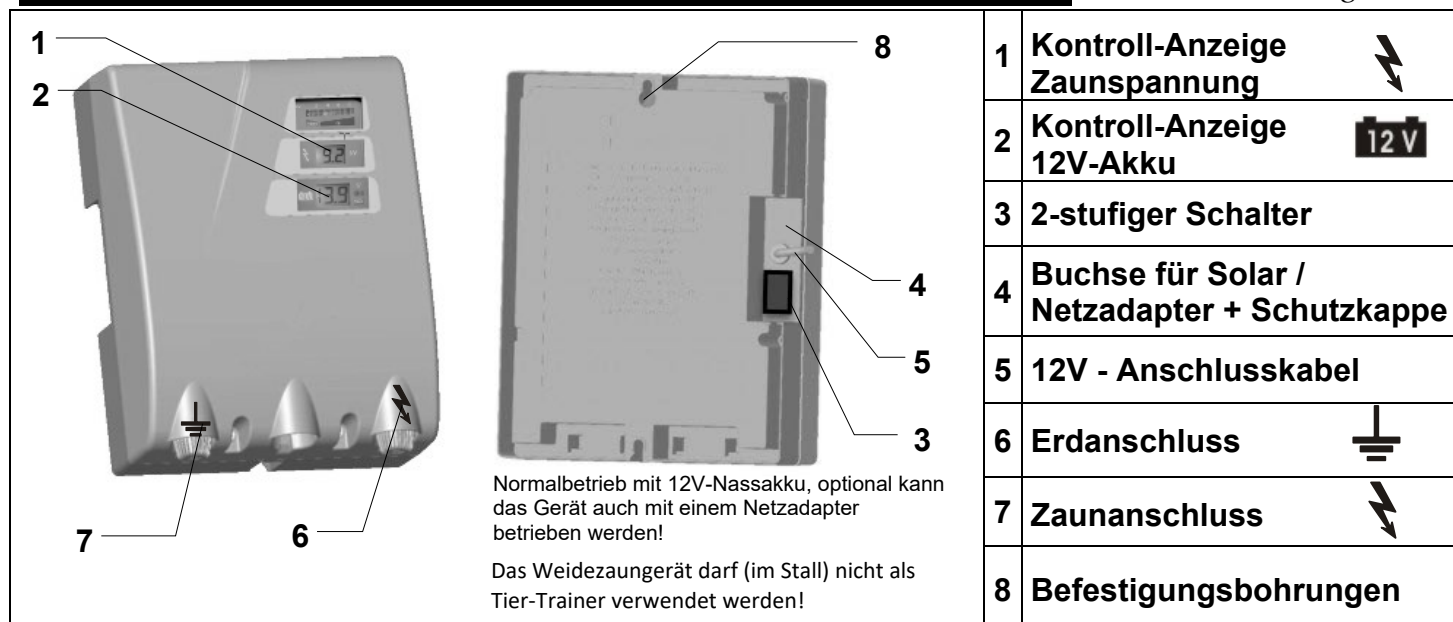 1
2
8
4
5
3
7
6
9.2
Normalbetrieb mit 12V-Nassakku, optional kann
das Gerät auch mit einem Netzadapter
betrieben werden!
Das Weidezaungerät darf (im Stall) nicht als
Tier-Trainer verwendet werden!
1 Kontroll-Anzeige
Zaunspannung
2 Kontroll-Anzeige
12V-Akku
12 V
3 2-stufiger Schalter
4 Buchse für Solar /
Netzadapter + Schutzkappe
5 12V - Anschlusskabel
6 Erdanschluss
7 Zaunanschluss
8 Befestigungsbohrungen